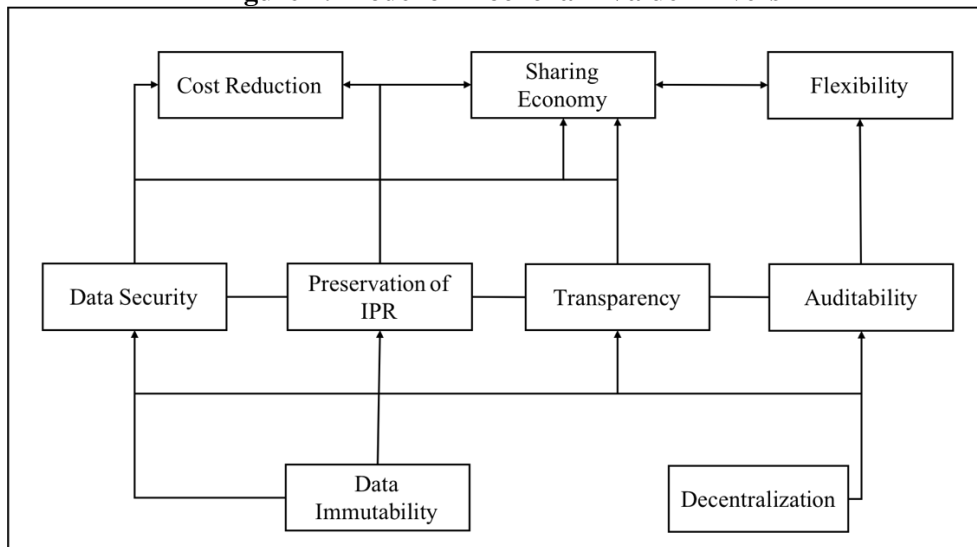 Cost Reduction
Sharing
Economy
Flexibility
Data Security
Preservation of
IPR
Transparency
Auditability
Data
Immutability
Decentralization